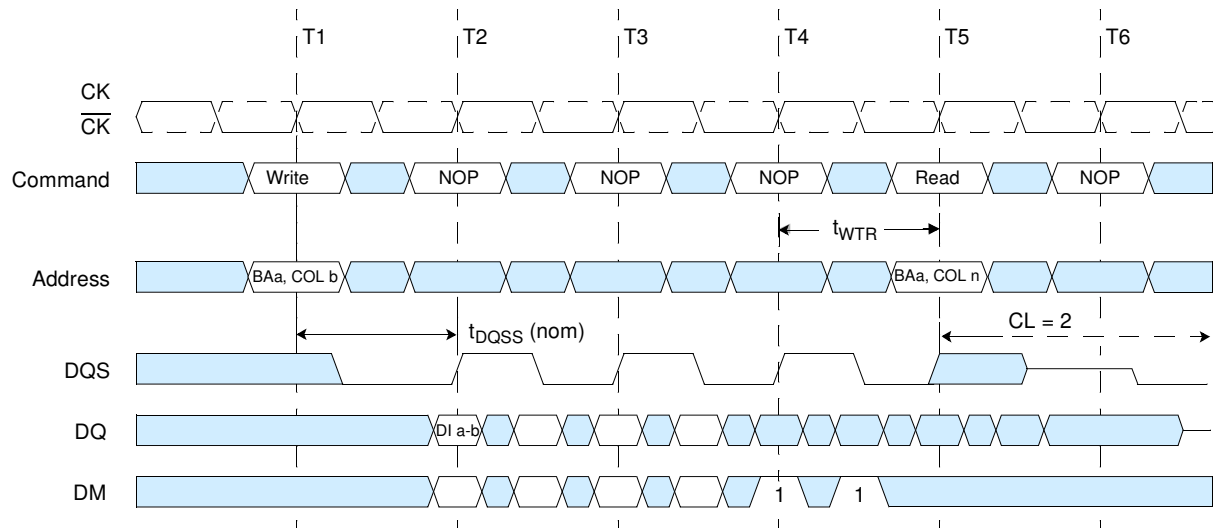 T1 T2 T3 T4 T5 T6
CK
CK
Command Write NOP NOP NOP Read NOP
tWTR
Address BAa, COL b BAa, COL n
tDQSS (nom) CL = 2
DQS
DQ DI a-b
DM 1 1